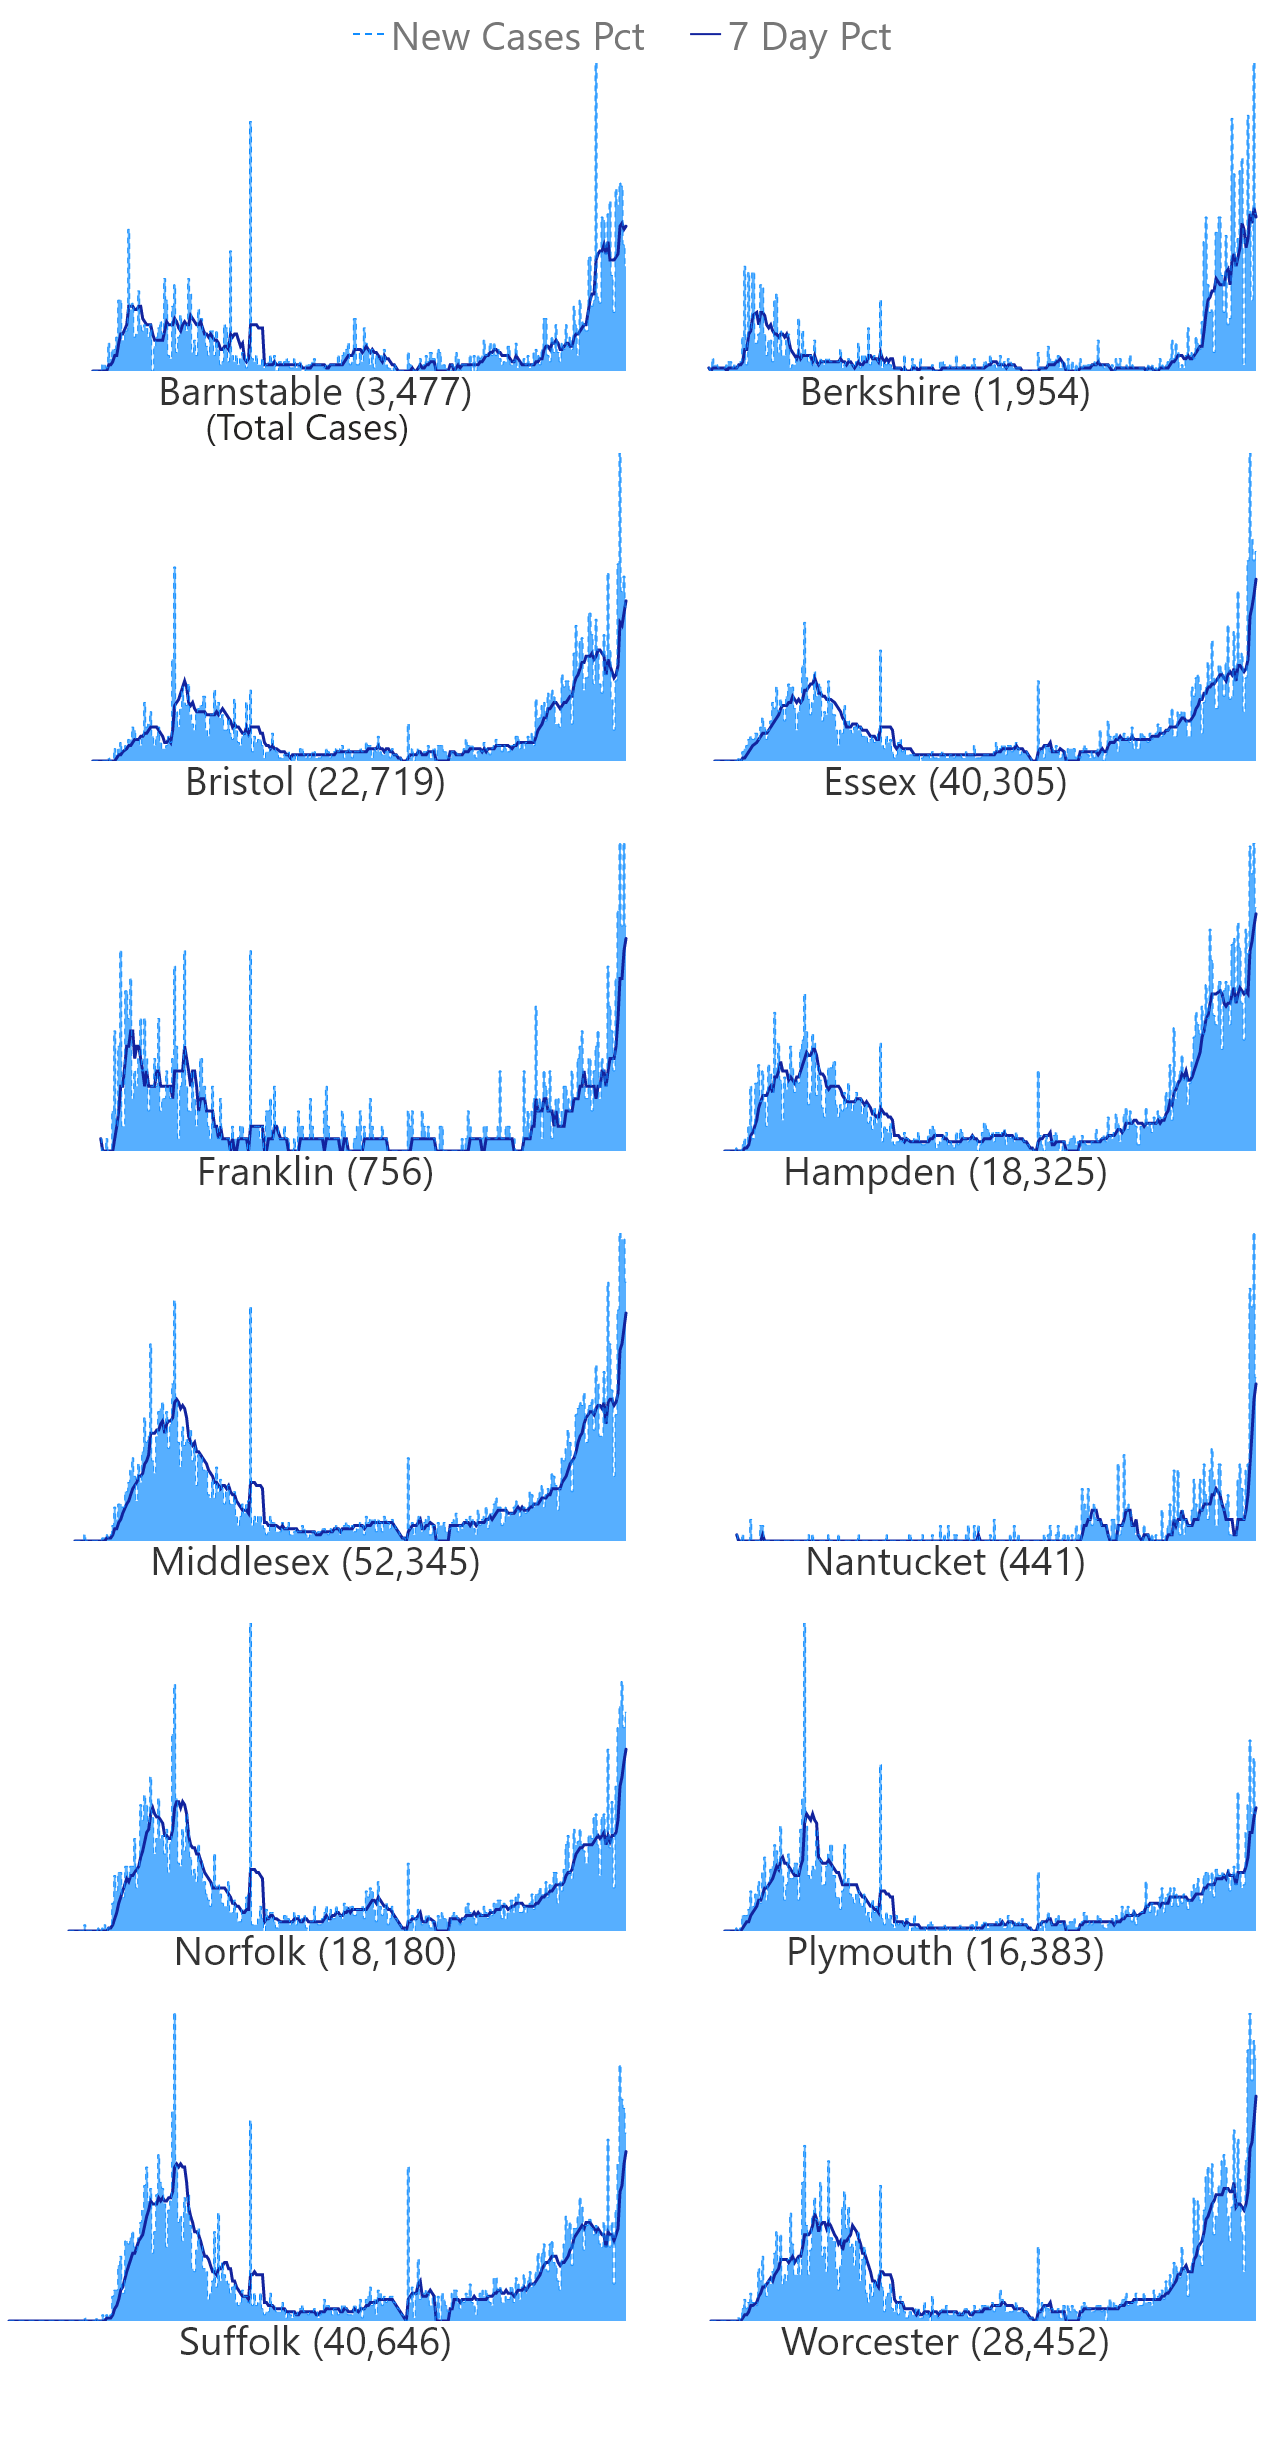 New Cases Pct 7 Day Pct
Barnstable (3,477) Berkshire (1,954)
(Total Cases)
Bristol (22,719) Essex (40,305)
Franklin (756) Hampden (18,325)
Middlesex (52,345) Nantucket (441)
Norfolk (18,180) Plymouth (16,383)
Suffolk (40,646) Worcester (28,452)